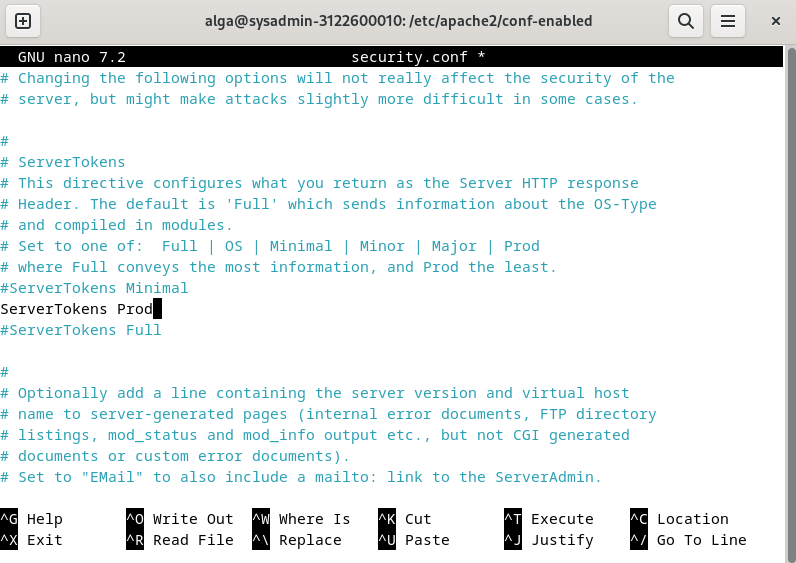 alga@sysadmin-3122600010: /etc/apache2/conf-enabled
GNU nano 7.2 security.conf *
# Changing the following options will not really affect the security of the
# server, but might make attacks slightly more difficult in some cases.
#
# ServerTokens
# This directive configures what you return as the Server HTTP response
# Header. The default is 'Full' which sends information about the OS-Type
# and compiled in modules.
# Set to one of:  Full | OS | Minimal | Minor | Major | Prod
# where Full conveys the most information, and Prod the least.
#ServerTokens Minimal
ServerTokens Prod
#ServerTokens Full
#
# Optionally add a line containing the server version and virtual host
# name to server-generated pages (internal error documents, FTP directory
# listings, mod_status and mod_info output etc., but not CGI generated
# documents or custom error documents).
# Set to "EMail" to also include a mailto: link to the ServerAdmin.
^G Help ^O Write Out ^W Where Is ^K Cut ^T Execute ^C Location
^X Exit ^R Read File ^\ Replace ^U Paste ^J Justify ^/ Go To Line